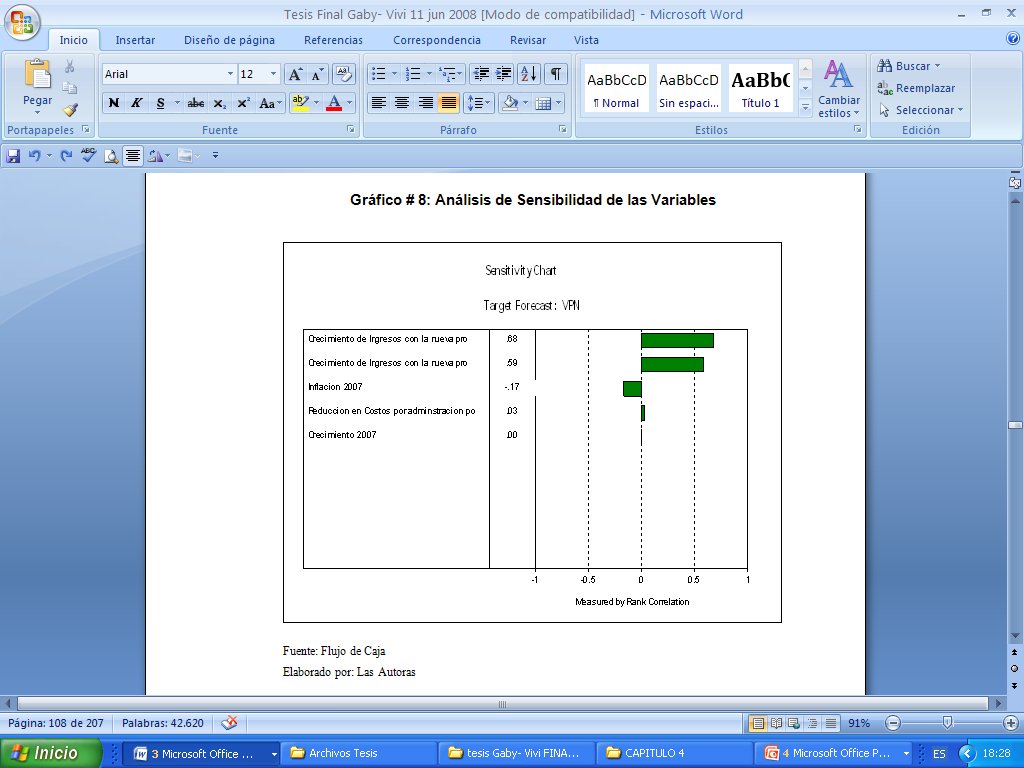 Tesis Final Gaby- Vivi 11 jun 2008 [Modo de compatibilidad] - Microsoft Word
Inicio Insertar Diseño de página Referencias Correspondencia Revisar Vista
Pegar
Portapapeles
Arial 12
N K S abc x₂ x² Aa
Fuente
Párrafo
AaBbCcD AaBbCcD AaBbC
¶ Normal Sin espaci... Título 1
Cambiar estilos
Estilos
Buscar
Reemplazar
Seleccionar
Edición
Gráfico # 8: Análisis de Sensibilidad de las Variables
Sensitivity Chart
Target Forecast: VPN
Crecimiento de Ingresos con la nueva pro .68
Crecimiento de Ingresos con la nueva pro .59
Inflacion 2007 -.17
Reduccion en Costos por adminstracion po .03
Crecimiento 2007 .00
-1 -0.5 0 0.5 1
Measured by Rank Correlation
Fuente: Flujo de Caja
Elaborado por: Las Autoras
Página: 108 de 207 Palabras: 42.620 91%
Inicio 3 Microsoft Office ... Archivos Tesis tesis Gaby- Vivi FINA... CAPITULO 4 4 Microsoft Office P... ES 18:28